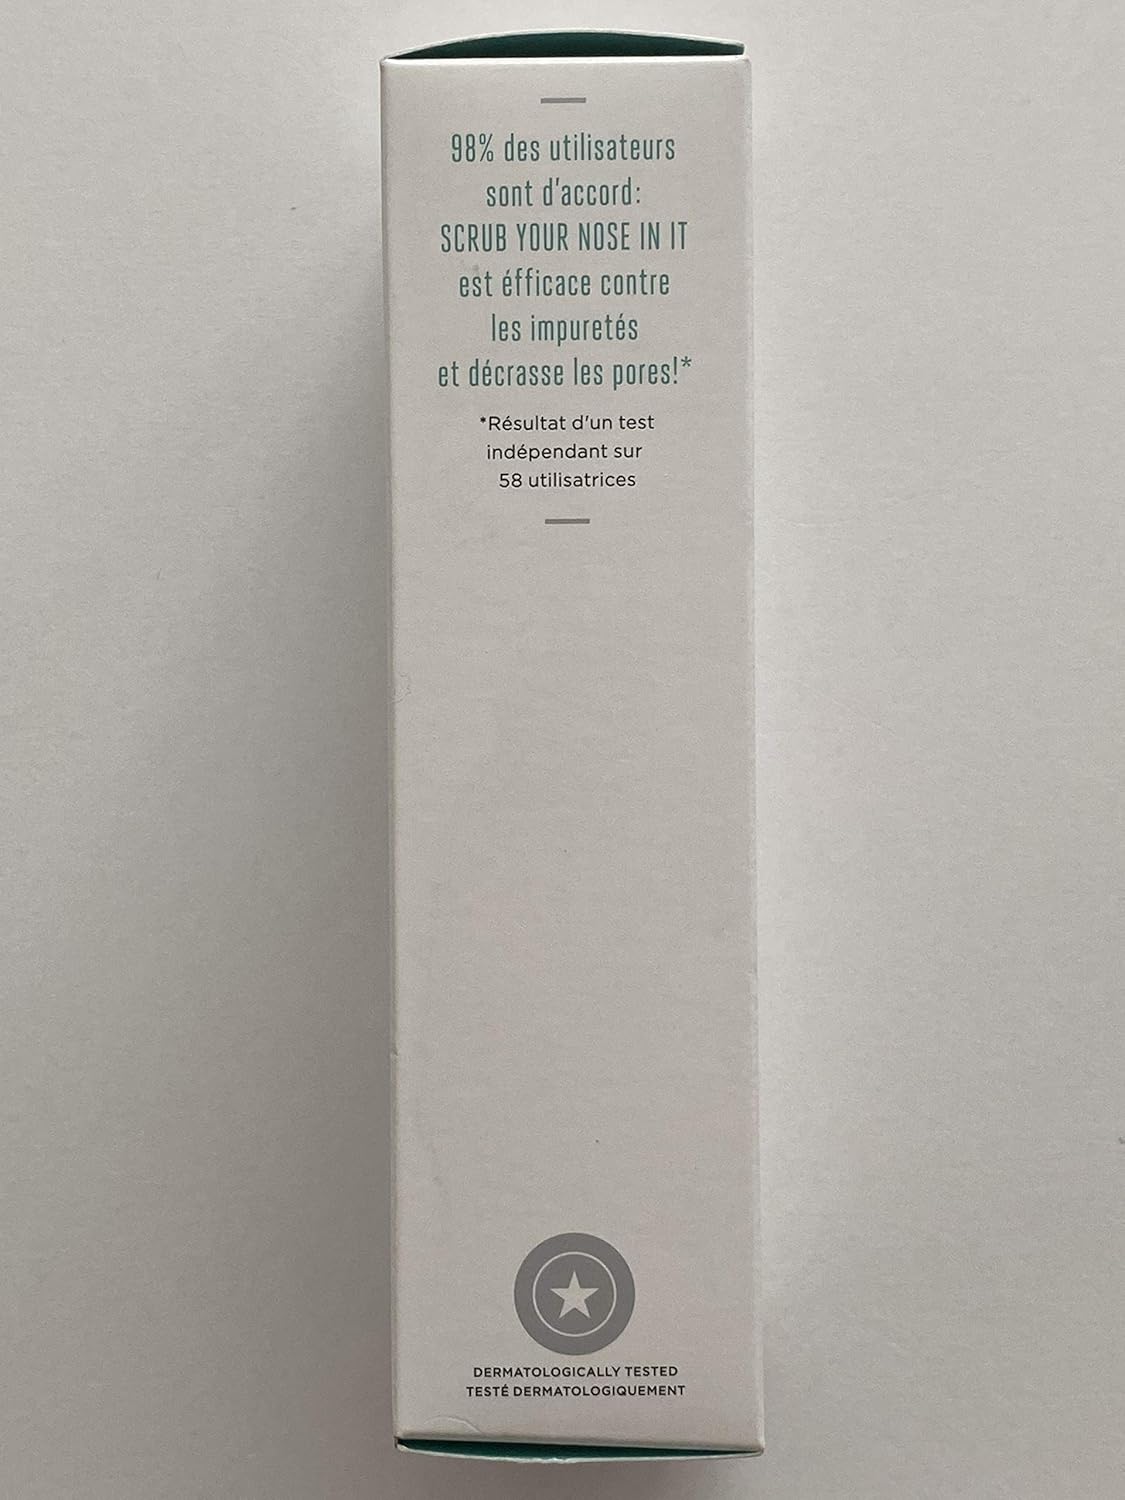 98% des utilisateurs
sont d'accord:
SCRUB YOUR NOSE IN IT
est éfficace contre
les impuretés
et décrasse les pores!*
*Résultat d'un test
indépendant sur
58 utilisatrices
DERMATOLOGICALLY TESTED
TESTÉ DERMATOLOGIQUEMENT